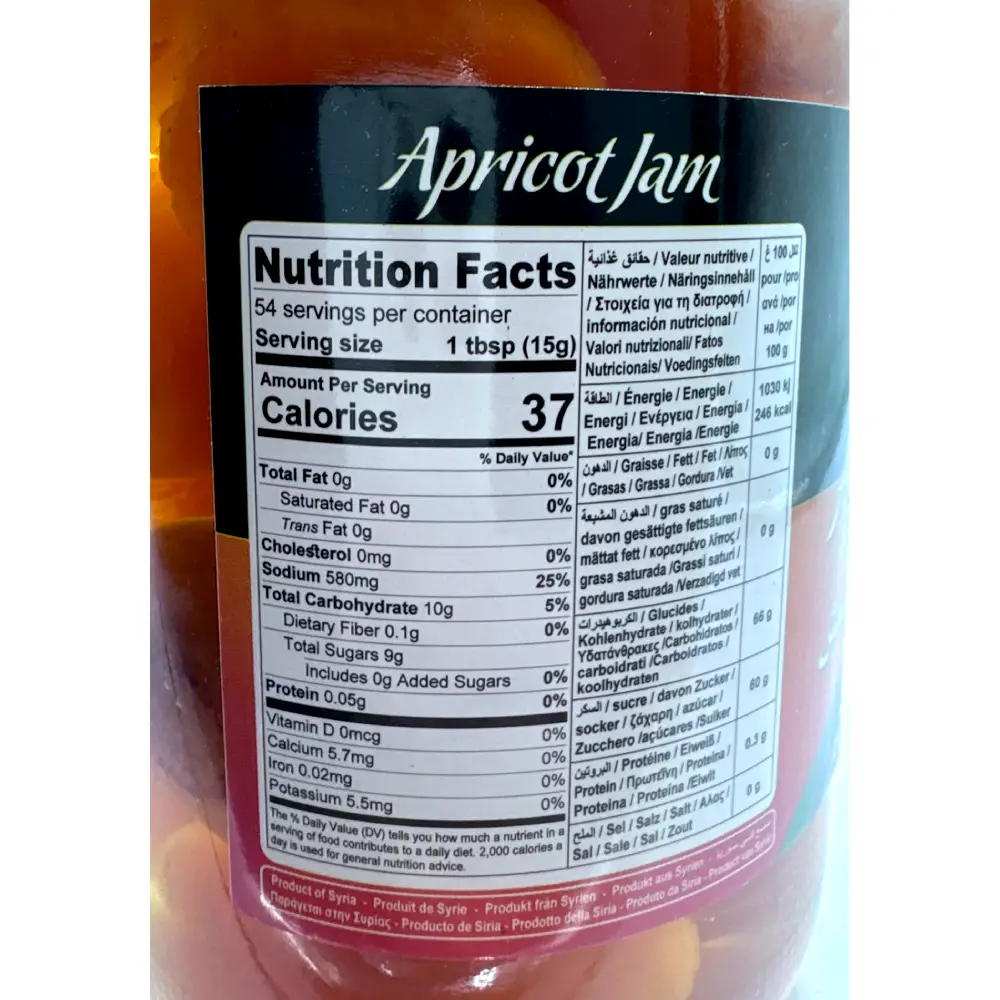 Apricot Jam
Nutrition Facts
54 servings per container
Serving size 1 tbsp (15g)
Amount Per Serving
Calories 37
% Daily Value*
Total Fat 0g 0%
Saturated Fat 0g 0%
Trans Fat 0g
Cholesterol 0mg 0%
Sodium 580mg 25%
Total Carbohydrate 10g 5%
Dietary Fiber 0.1g 0%
Total Sugars 9g
Includes 0g Added Sugars 0%
Protein 0.05g 0%
Vitamin D 0mcg 0%
Calcium 5.7mg 0%
Iron 0.02mg 0%
Potassium 5.5mg 0%
The % Daily Value (DV) tells you how much a nutrient in a
serving of food contributes to a daily diet. 2,000 calories a
day is used for general nutrition advice.
حقائق غذائية / Valeur nutritive /
Nährwerte / Näringsinnehåll
/ Στοιχεία για τη διατροφή /
información nutricional /
Valori nutrizionali/ Fatos
Nutricionais/ Voedingsfeiten
لكل 100 غ
pour /pro
ανά /por
на /por
100 g
الطاقة / Énergie / Energie /
Energi / Ενέργεια / Energia /
Energia/ Energia /Energie
1030 kj
246 kcal
الدهون / Graisse / Fett / Fet / Λίπος
/ Grasas / Grassa / Gordura /Vet
0 g
الدهون المشبعة / gras saturé /
davon gesättigte fettsäuren /
mättat fett / κορεσμένο λίπος /
grasa saturada /Grassi saturi /
gordura saturada /Verzadigd vet
0 g
الكربوهيدرات / Glucides /
Kohlenhydrate / kolhydrater /
Υδατάνθρακες /Carbohidratos /
carboidrati /Carboidratos /
koolhydraten
66 g
السكر / sucre / davon Zucker /
socker / ζάχαρη / azúcar /
Zucchero /açúcares /Suiker
60 g
البروتين / Protéine / Eiweiß /
Protein / Πρωτεΐνη / Proteina /
Proteina / Proteína /Eiwit
0.3 g
الملح / Sel / Salz / Salt / Αλας /
Sal / Sale / Sal / Zout
0 g
Product of Syria - Produit de Syrie - Produkt från Syrien - Produkt aus Syrien -
Παράγεται στην Συρίας - Producto de Siria - Prodotto della Siria - Produto da Síria - Product van Syrië